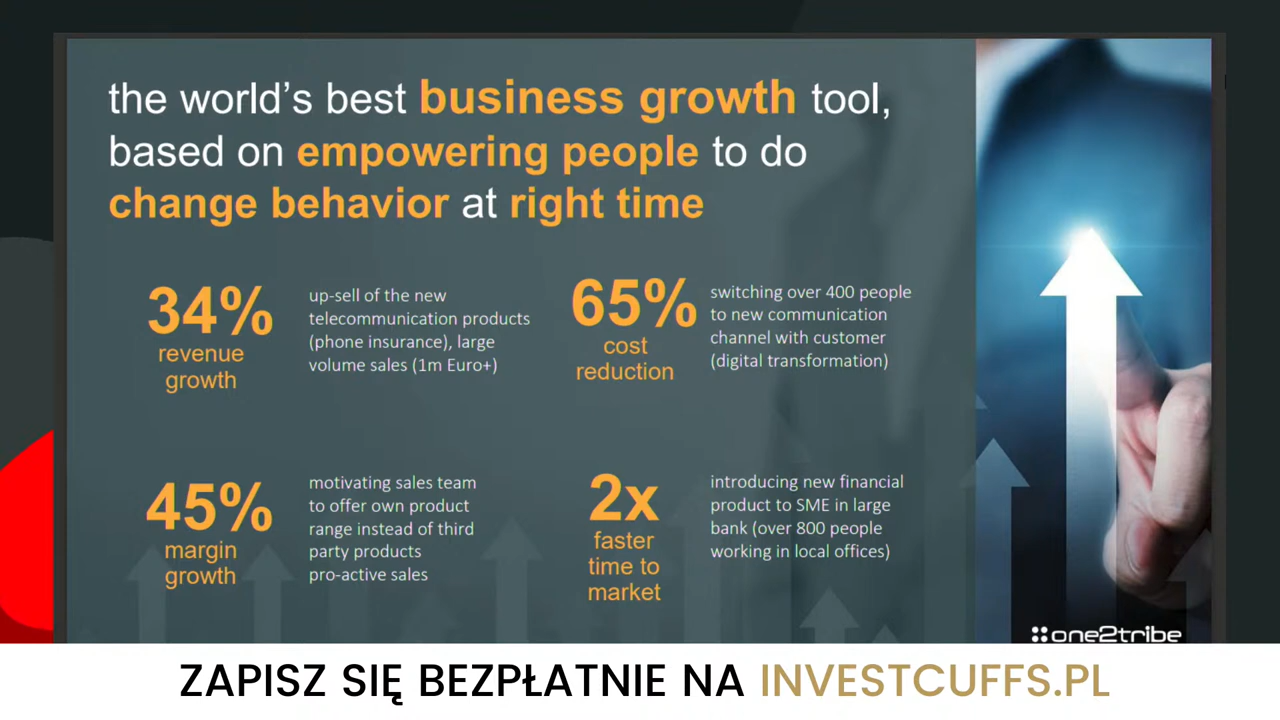 the world's best business growth tool,
based on empowering people to do
change behavior at right time
34%
revenue
growth
up-sell of the new
telecommunication products
(phone insurance), large
volume sales (1m Euro+)
65%
cost
reduction
switching over 400 people
to new communication
channel with customer
(digital transformation)
45%
margin
growth
motivating sales team
to offer own product
range instead of third
party products
pro-active sales
2x
faster
time to
market
introducing new financial
product to SME in large
bank (over 800 people
working in local offices)
one2tribe
ZAPISZ SIĘ BEZPŁATNIE NA INVESTCUFFS.PL